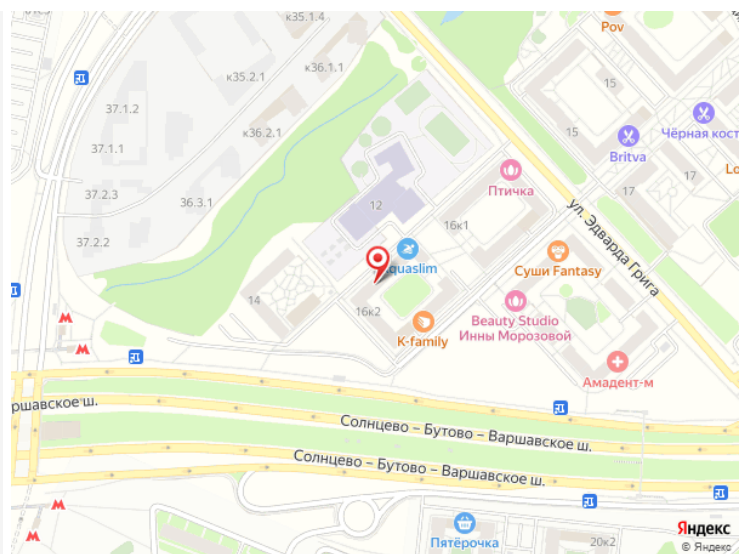 к35.1.4
Pov
к35.2.1
к36.1.1
37.1.2
15
к36.2.1
37.1.1
15
Чёрная кост
Britva
37.2.3
Птичка
17
17
36.3.1
12
16к1
ул. Эдварда Грига
37.2.2
quaslim
Суши Fantasy
14
16к2
Beauty Studio
Инны Морозовой
K-family
Амадент-м
аршавское ш.
Солнцево – Бутово – Варшавское ш.
Солнцево – Бутово – Варшавское ш.
Пятёрочка
20к2
Яндекс
© Яндекс